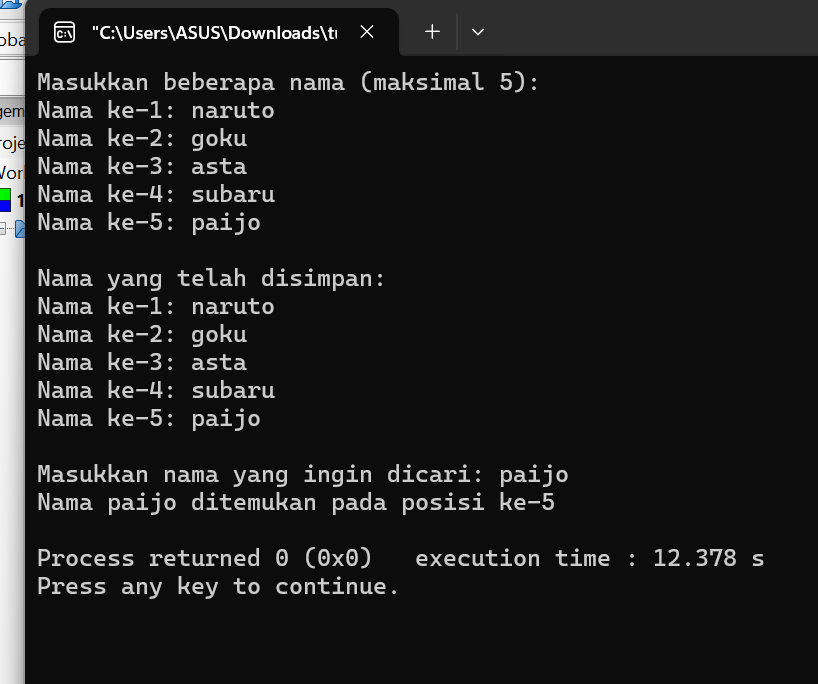 "C:\Users\ASUS\Downloads\tu
oba
Masukkan beberapa nama (maksimal 5):
Nama ke-1: naruto
gem
Nama ke-2: goku
roje
Nama ke-3: asta
Wor
Nama ke-4: subaru
1
Nama ke-5: paijo
Nama yang telah disimpan:
Nama ke-1: naruto
Nama ke-2: goku
Nama ke-3: asta
Nama ke-4: subaru
Nama ke-5: paijo
Masukkan nama yang ingin dicari: paijo
Nama paijo ditemukan pada posisi ke-5
Process returned 0 (0x0)   execution time : 12.378 s
Press any key to continue.